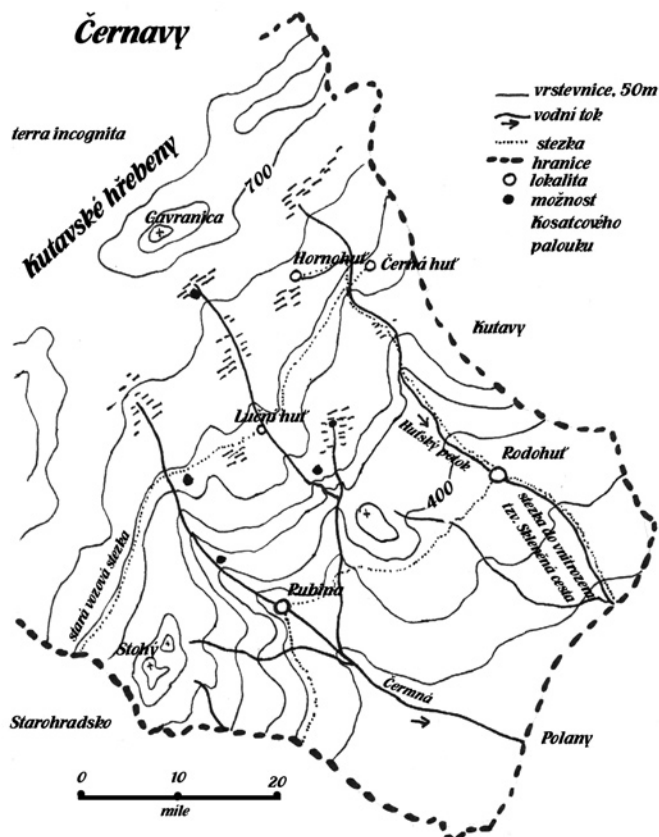 Černavy
vrstevnice, 50m
vodní tok
stezka
hranice
lokalita
možnost
Kosatcového
palouku
terra incognita
Kutavské hřebeny
700
Gavranica
Hornohuť
Černá huť
Kutavy
Luční huť
Huťský potok
Rodohuť
400
stezka do vnitrozemí
tzv. Skleněná cesta
stará vozová stezka
Rubina
Stohy
Čermná
Starohradsko
Polany
0 10 20
mile